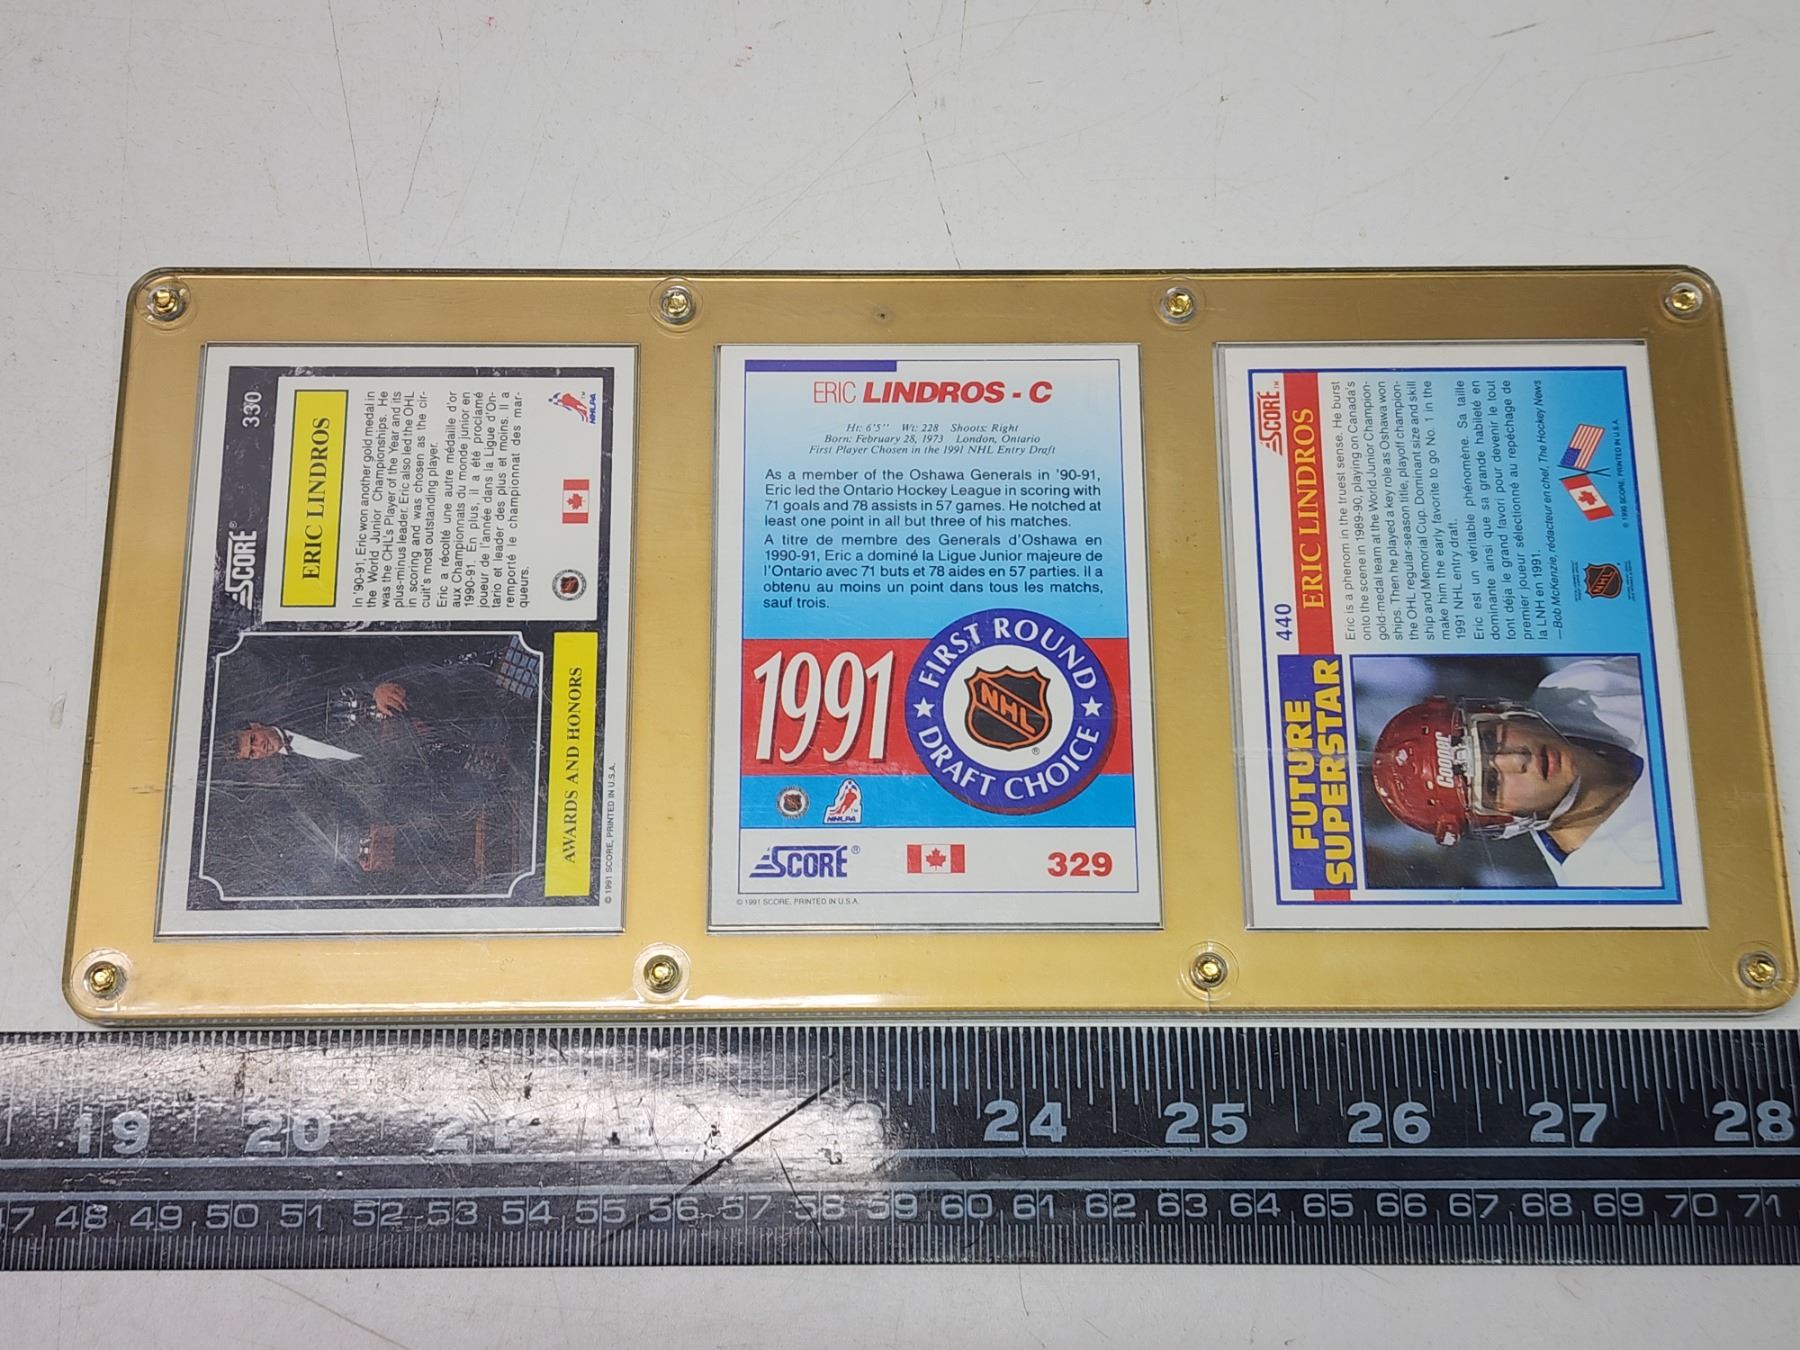 330
SCORE®
ERIC LINDROS
In '90-91, Eric won another gold medal in
the World Junior Championships. He
was the CHL's Player of the Year and its
plus-minus leader. Eric also led the OHL
in scoring and was chosen as the cir-
cuit's most outstanding player.
Eric a récolté une autre médaille d'or
aux Championnats du monde junior en
1990-91. En plus, il a été proclamé
joueur de l'année dans la Ligue d'On-
tario et leader des plus et moins. Il a
remporté le championnat des mar-
queurs.
NHLPA
AWARDS AND HONORS
© 1991 SCORE, PRINTED IN U.S.A.
ERIC LINDROS - C
Ht: 6'5'' Wt: 228 Shoots: Right
Born: February 28, 1973 London, Ontario
First Player Chosen in the 1991 NHL Entry Draft
As a member of the Oshawa Generals in '90-91,
Eric led the Ontario Hockey League in scoring with
71 goals and 78 assists in 57 games. He notched at
least one point in all but three of his matches.
A titre de membre des Generals d'Oshawa en
1990-91, Eric a dominé la Ligue Junior majeure de
l'Ontario avec 71 buts et 78 aides en 57 parties. Il a
obtenu au moins un point dans tous les matchs,
sauf trois.
1991
FIRST ROUND
NHL
®
DRAFT CHOICE
NHLPA
SCORE®
329
© 1991 SCORE, PRINTED IN U.S.A.
SCORE™
440
ERIC LINDROS
FUTURE
SUPERSTAR
Cooper
Eric is a phenom in the truest sense. He burst
onto the scene in 1989-90, playing on Canada's
gold-medal team at the World Junior Champion-
ships. Then he played a key role as Oshawa won
the OHL regular-season title, playoff champion-
ship and Memorial Cup. Dominant size and skill
make him the early favorite to go No. 1 in the
1991 NHL entry draft.
Eric est un véritable phénomène. Sa taille
dominante ainsi que sa grande habileté en
font déja le grand favori pour devenir le tout
premier joueur sélectionné au repêchage de
la LNH en 1991.
—Bob McKenzie, rédacteur en chef, The Hockey News
NHL
© 1990 SCORE, PRINTED IN U.S.A.
19 20 21 23 24 25 26 27 28
47 48 49 50 51 52 53 54 55 56 57 58 59 60 61 62 63 64 65 66 67 68 69 70 71